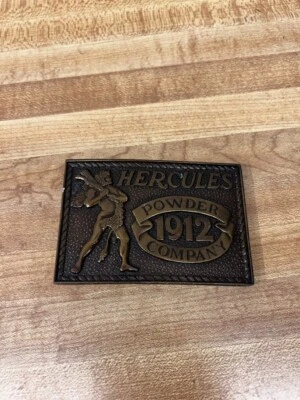 HERCULES
POWDER
1912
COMPANY